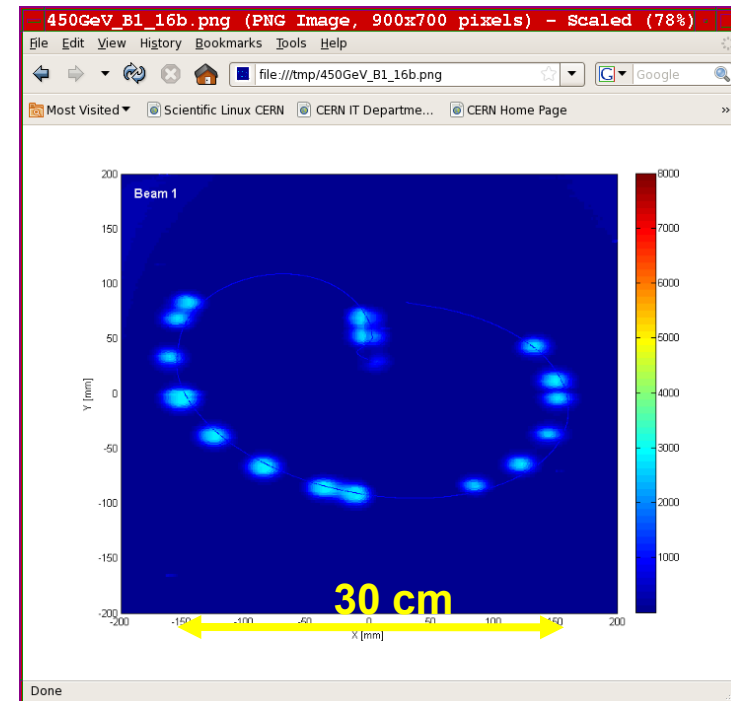 450GeV_B1_16b.png (PNG Image, 900x700 pixels) - Scaled (78%)
File Edit View History Bookmarks Tools Help
file:///tmp/450GeV_B1_16b.png G Google
Most Visited Scientific Linux CERN CERN IT Departme... CERN Home Page »
Beam 1
200
150
100
50
0
-50
-100
-150
-200
Y [mm]
8000
7000
6000
5000
4000
3000
2000
1000
30 cm
-200 -150 -100 -50 0 50 100 150 200
X [mm]
Done